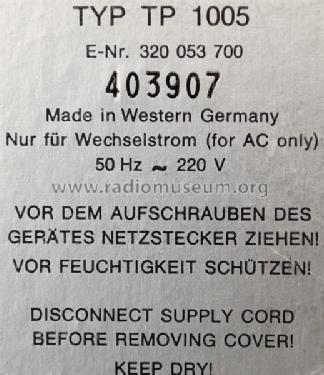 TYP TP 1005
E-Nr. 320 053 700
403907
Made in Western Germany
Nur für Wechselstrom (for AC only)
50 Hz ~ 220 V
www.radiomuseum.org
VOR DEM AUFSCHRAUBEN DES
GERÄTES NETZSTECKER ZIEHEN!
VOR FEUCHTIGKEIT SCHÜTZEN!
DISCONNECT SUPPLY CORD
BEFORE REMOVING COVER!
KEEP DRY!